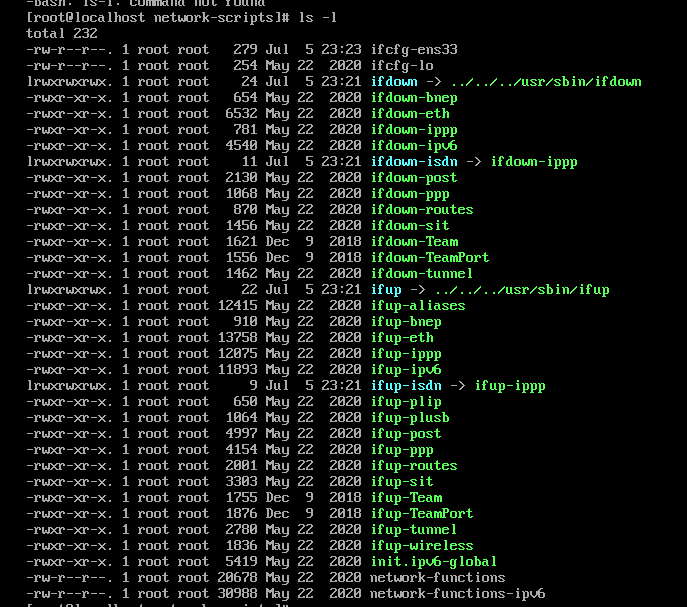 -bash: ls-l: command not found
[root@localhost network-scripts]# ls -l
total 232
-rw-r--r--. 1 root root   279 Jul  5 23:23 ifcfg-ens33
-rw-r--r--. 1 root root   254 May 22  2020 ifcfg-lo
lrwxrwxrwx. 1 root root    24 Jul  5 23:21 ifdown -> ../../../usr/sbin/ifdown
-rwxr-xr-x. 1 root root   654 May 22  2020 ifdown-bnep
-rwxr-xr-x. 1 root root  6532 May 22  2020 ifdown-eth
-rwxr-xr-x. 1 root root   781 May 22  2020 ifdown-ippp
-rwxr-xr-x. 1 root root  4540 May 22  2020 ifdown-ipv6
lrwxrwxrwx. 1 root root    11 Jul  5 23:21 ifdown-isdn -> ifdown-ippp
-rwxr-xr-x. 1 root root  2130 May 22  2020 ifdown-post
-rwxr-xr-x. 1 root root  1068 May 22  2020 ifdown-ppp
-rwxr-xr-x. 1 root root   870 May 22  2020 ifdown-routes
-rwxr-xr-x. 1 root root  1456 May 22  2020 ifdown-sit
-rwxr-xr-x. 1 root root  1621 Dec  9  2018 ifdown-Team
-rwxr-xr-x. 1 root root  1556 Dec  9  2018 ifdown-TeamPort
-rwxr-xr-x. 1 root root  1462 May 22  2020 ifdown-tunnel
lrwxrwxrwx. 1 root root    22 Jul  5 23:21 ifup -> ../../../usr/sbin/ifup
-rwxr-xr-x. 1 root root 12415 May 22  2020 ifup-aliases
-rwxr-xr-x. 1 root root   910 May 22  2020 ifup-bnep
-rwxr-xr-x. 1 root root 13758 May 22  2020 ifup-eth
-rwxr-xr-x. 1 root root 12075 May 22  2020 ifup-ippp
-rwxr-xr-x. 1 root root 11893 May 22  2020 ifup-ipv6
lrwxrwxrwx. 1 root root     9 Jul  5 23:21 ifup-isdn -> ifup-ippp
-rwxr-xr-x. 1 root root   650 May 22  2020 ifup-plip
-rwxr-xr-x. 1 root root  1064 May 22  2020 ifup-plusb
-rwxr-xr-x. 1 root root  4997 May 22  2020 ifup-post
-rwxr-xr-x. 1 root root  4154 May 22  2020 ifup-ppp
-rwxr-xr-x. 1 root root  2001 May 22  2020 ifup-routes
-rwxr-xr-x. 1 root root  3303 May 22  2020 ifup-sit
-rwxr-xr-x. 1 root root  1755 Dec  9  2018 ifup-Team
-rwxr-xr-x. 1 root root  1876 Dec  9  2018 ifup-TeamPort
-rwxr-xr-x. 1 root root  2780 May 22  2020 ifup-tunnel
-rwxr-xr-x. 1 root root  1836 May 22  2020 ifup-wireless
-rwxr-xr-x. 1 root root  5419 May 22  2020 init.ipv6-global
-rw-r--r--. 1 root root 20678 May 22  2020 network-functions
-rw-r--r--. 1 root root 30988 May 22  2020 network-functions-ipv6